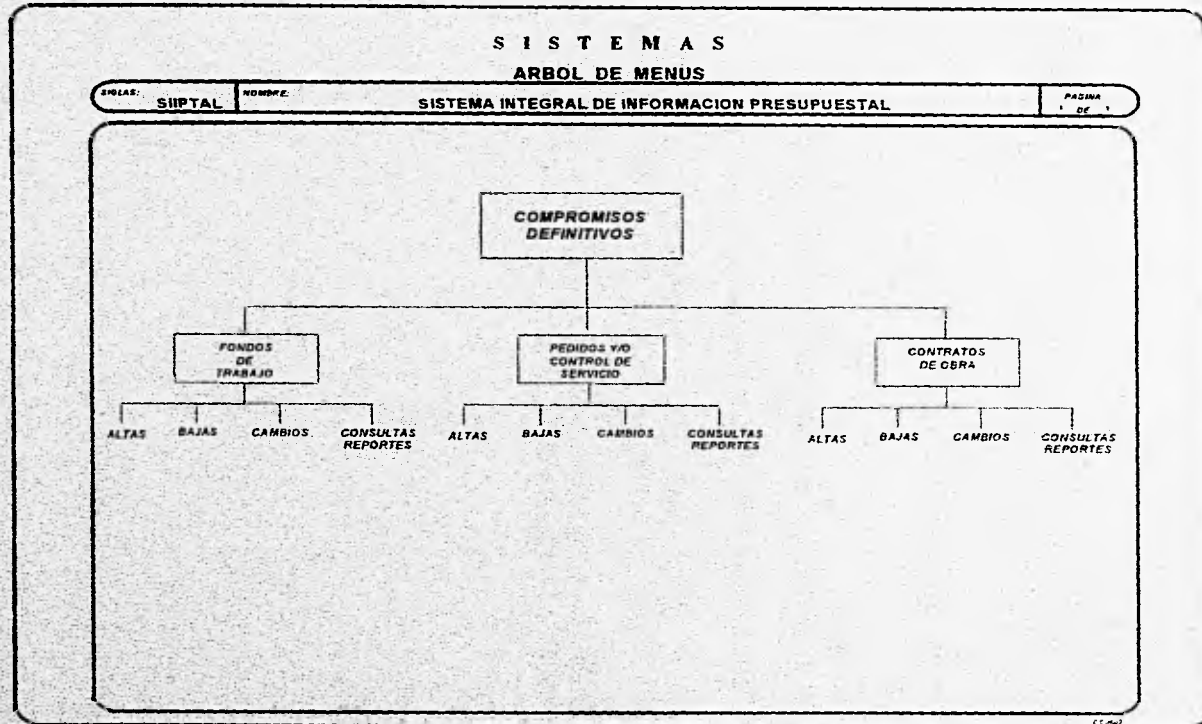 S I S T E M A S
ARBOL DE MENUS
SIGLAS: SIIPTAL NOMBRE: SISTEMA INTEGRAL DE INFORMACION PRESUPUESTAL PAGINA
1 DE 1
COMPROMISOS
DEFINITIVOS
FONDOS
DE
TRABAJO
PEDIDOS Y/O
CONTROL DE
SERVICIO
CONTRATOS
DE OBRA
ALTAS BAJAS CAMBIOS CONSULTAS
REPORTES
ALTAS BAJAS CAMBIOS CONSULTAS
REPORTES
ALTAS BAJAS CAMBIOS CONSULTAS
REPORTES